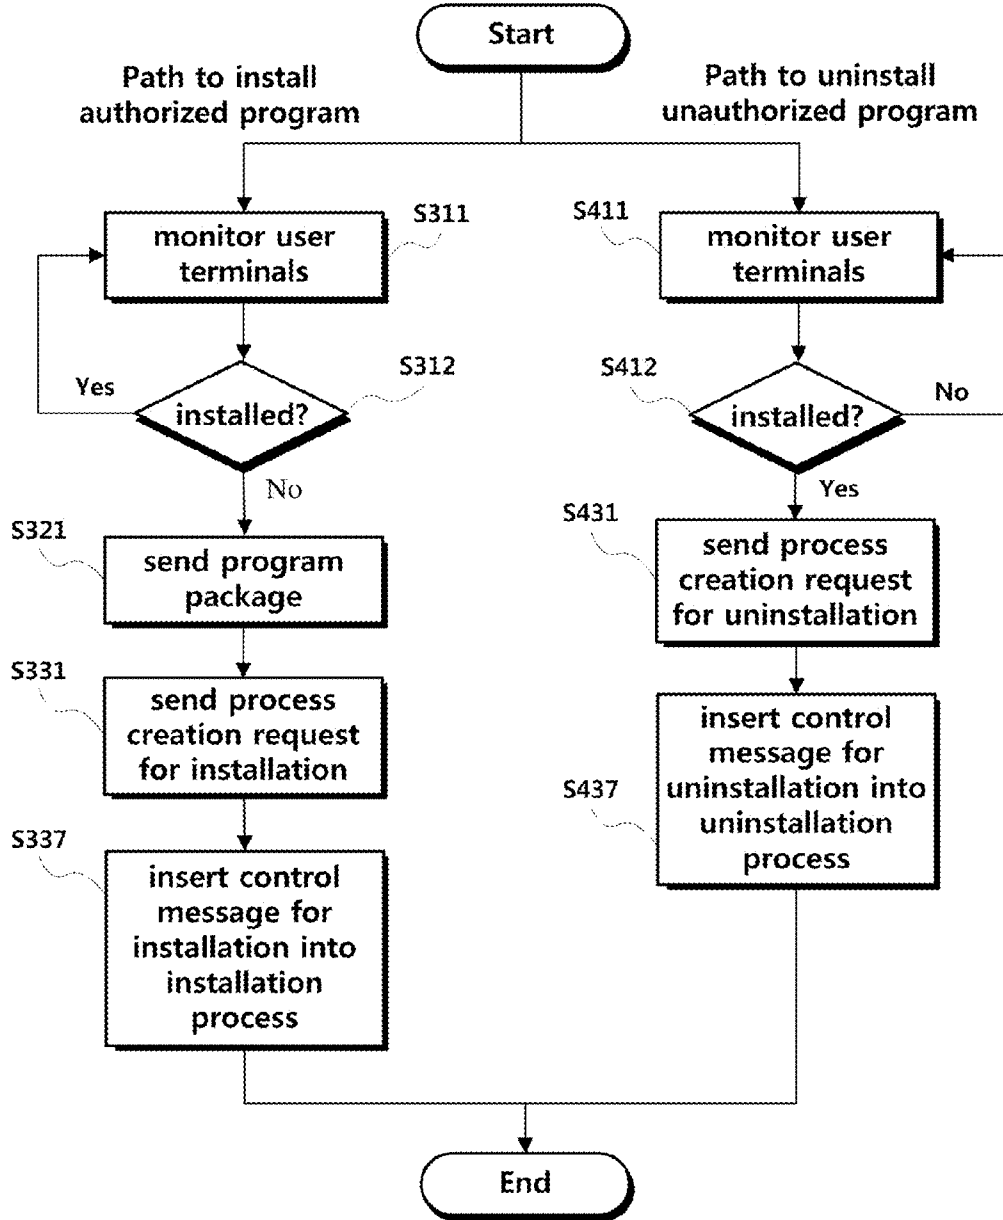 Start
Path to install
authorized program
Path to uninstall
unauthorized program
S311
monitor user
terminals
S411
monitor user
terminals
S312
Yes
installed?
No
S412
installed?
No
Yes
S321
send program
package
S431
send process
creation request
for uninstallation
S331
send process
creation request
for installation
S437
insert control
message for
uninstallation into
uninstallation
process
S337
insert control
message for
installation into
installation
process
End